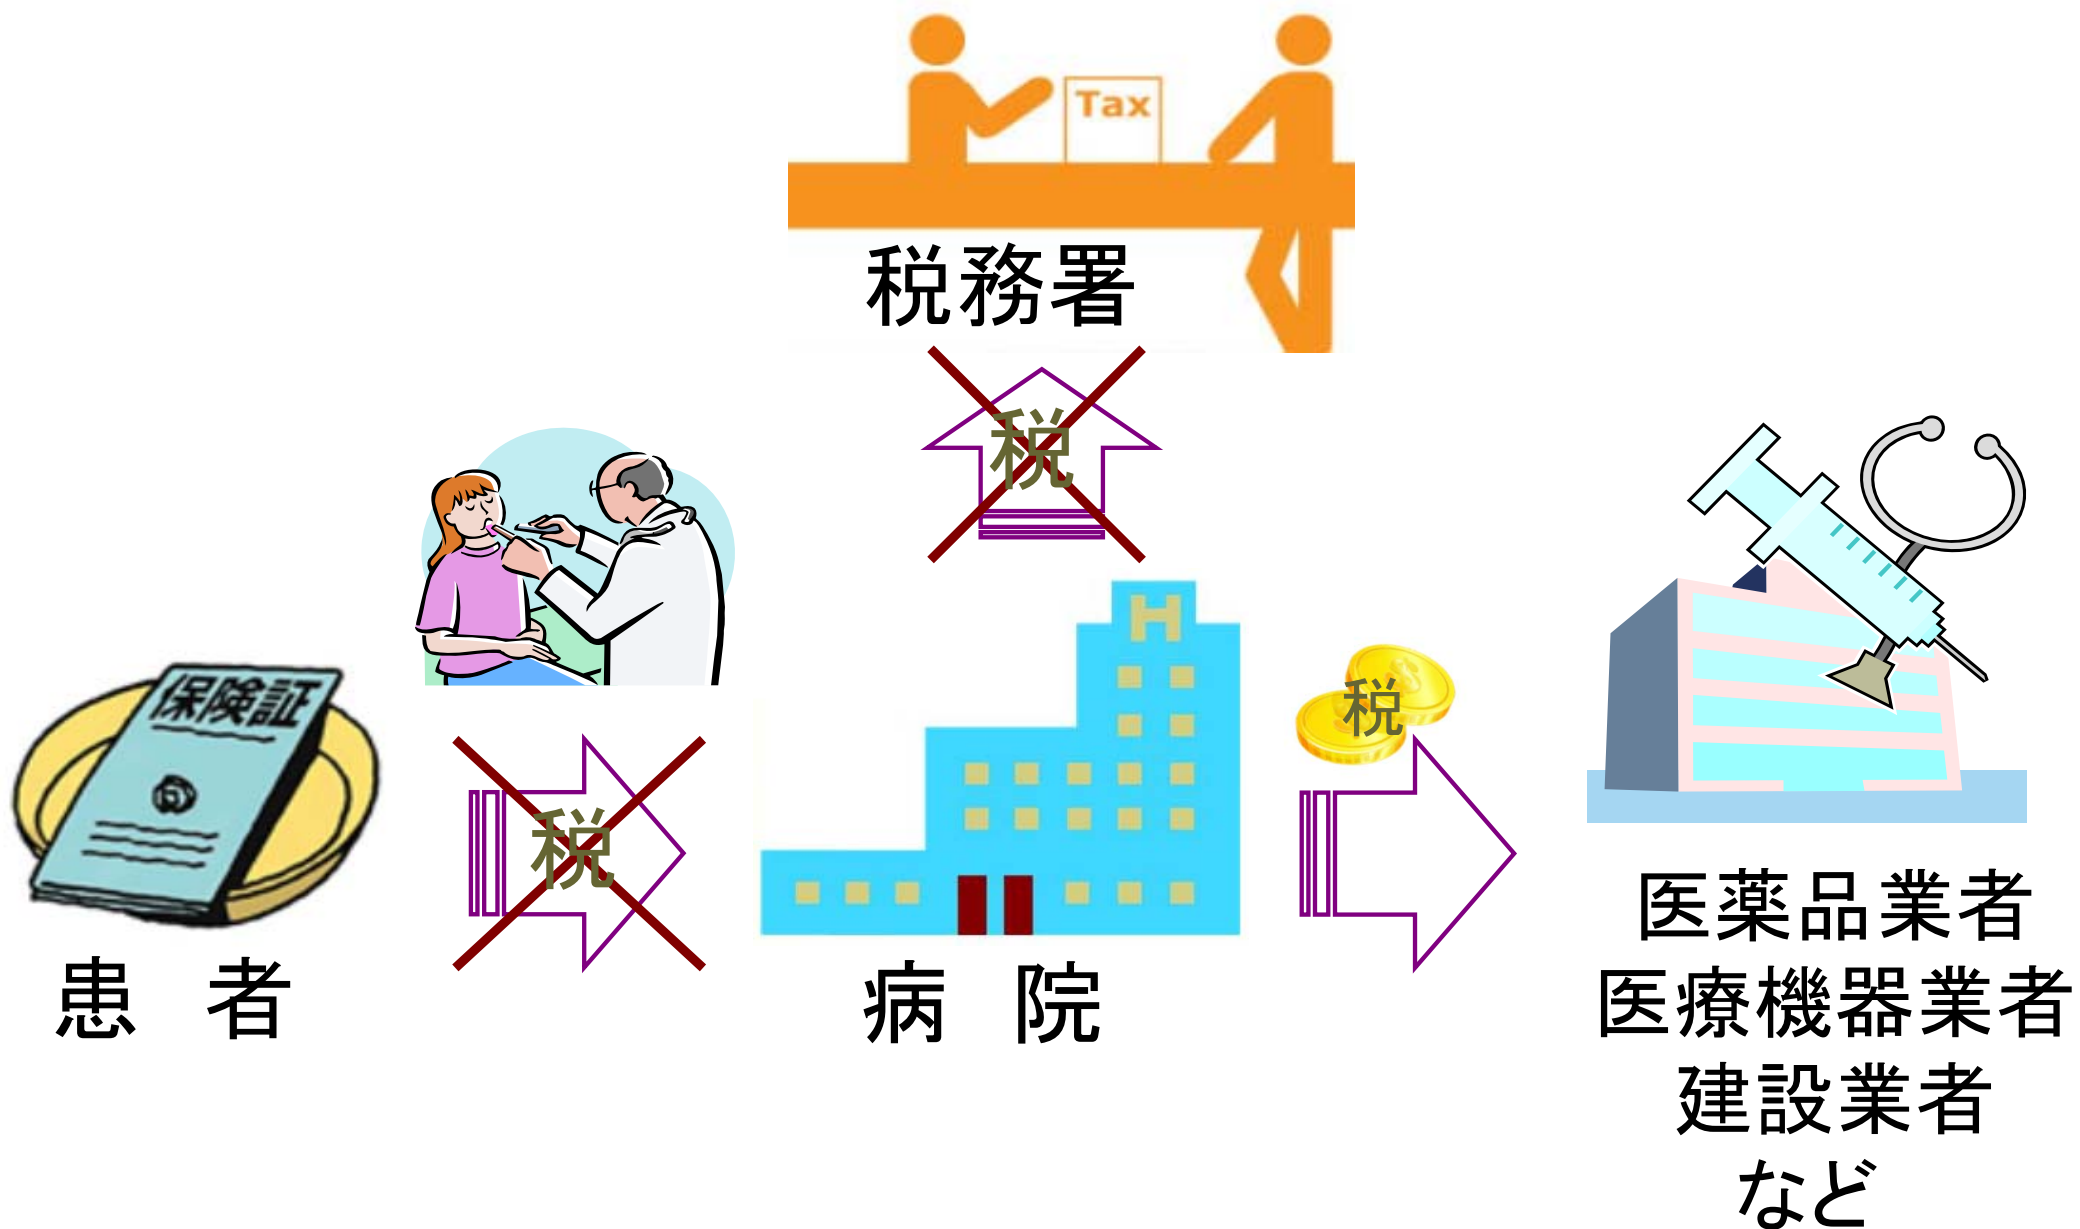 Tax
税務署
税
H
税
保険証
税
患　者
病　院
医薬品業者
医療機器業者
建設業者
など